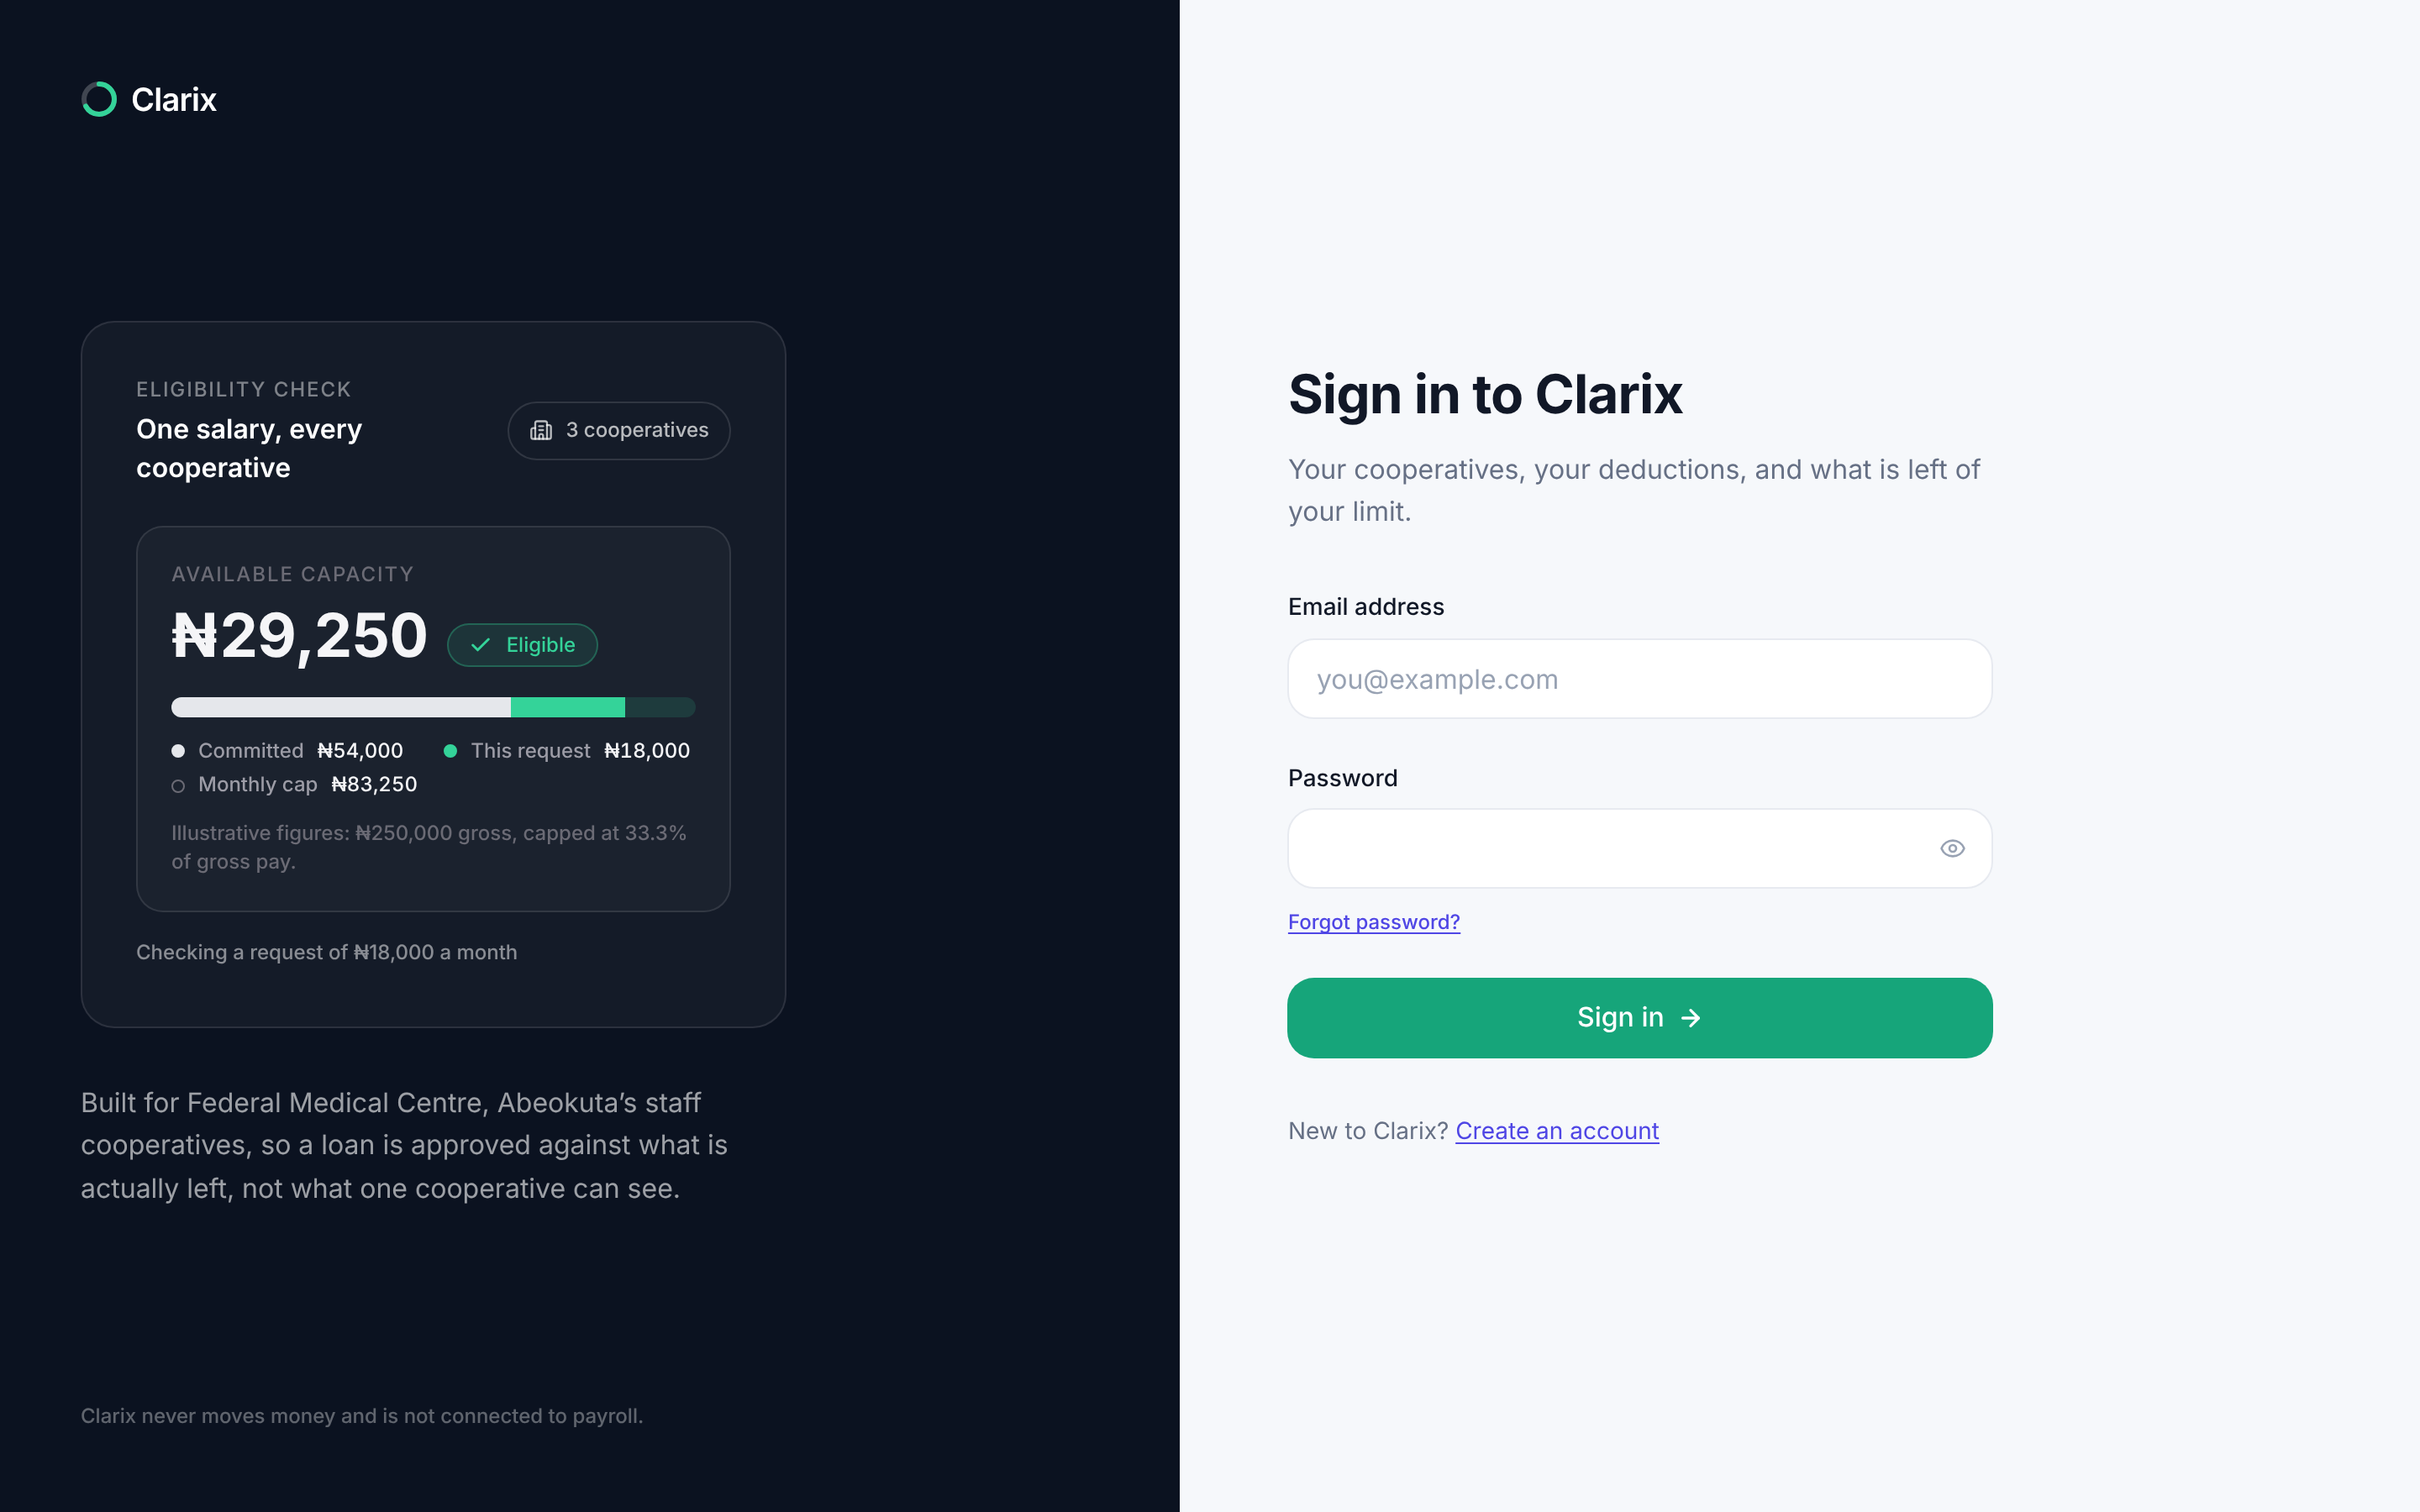 Clarix
ELIGIBILITY CHECK
One salary, every
cooperative
3 cooperatives
AVAILABLE CAPACITY
₦29,250
Eligible
Committed ₦54,000
This request ₦18,000
Monthly cap ₦83,250
Illustrative figures: ₦250,000 gross, capped at 33.3%
of gross pay.
Checking a request of ₦18,000 a month
Built for Federal Medical Centre, Abeokuta’s staff
cooperatives, so a loan is approved against what is
actually left, not what one cooperative can see.
Clarix never moves money and is not connected to payroll.
Sign in to Clarix
Your cooperatives, your deductions, and what is left of
your limit.
Email address
you@example.com
Password
Forgot password?
Sign in
New to Clarix? Create an account